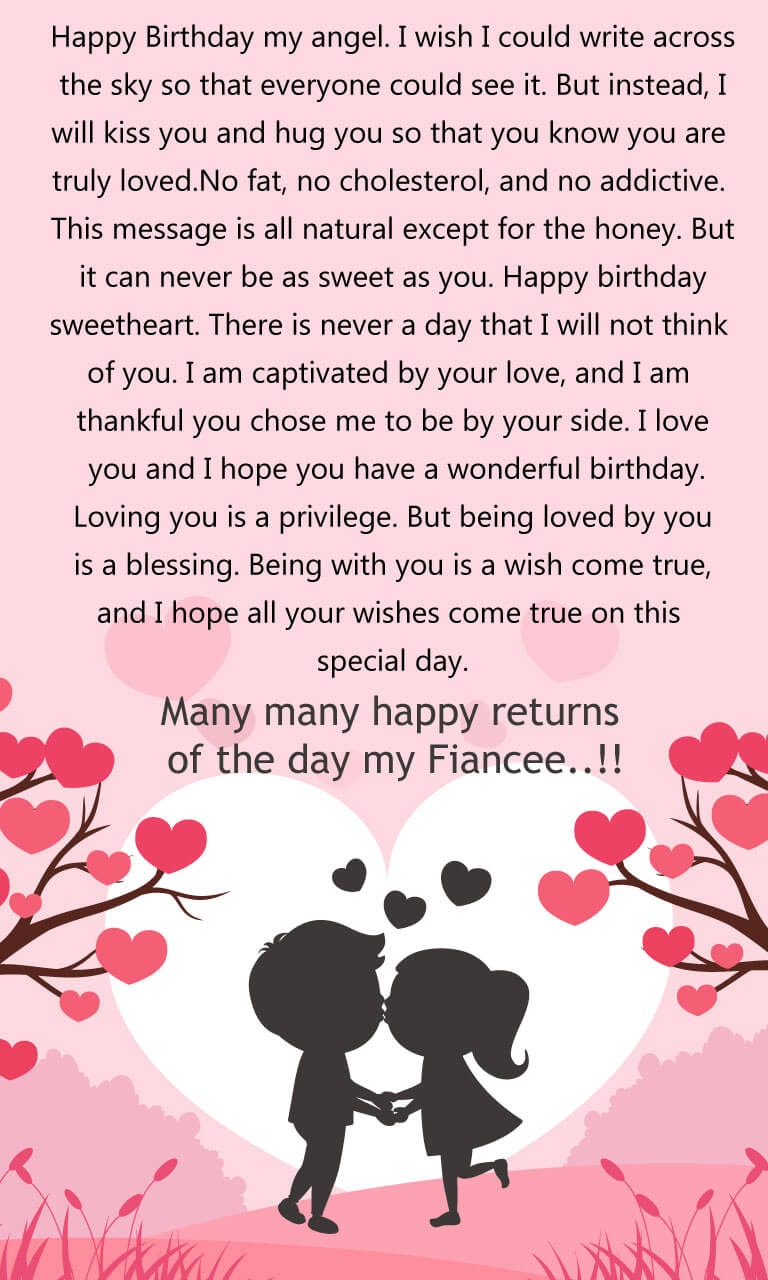 Happy Birthday my angel. I wish I could write across
the sky so that everyone could see it. But instead, I
will kiss you and hug you so that you know you are
truly loved.No fat, no cholesterol, and no addictive.
This message is all natural except for the honey. But
it can never be as sweet as you. Happy birthday
sweetheart. There is never a day that I will not think
of you. I am captivated by your love, and I am
thankful you chose me to be by your side. I love
you and I hope you have a wonderful birthday.
Loving you is a privilege. But being loved by you
is a blessing. Being with you is a wish come true,
and I hope all your wishes come true on this
special day.
Many many happy returns
of the day my Fiancee..!!